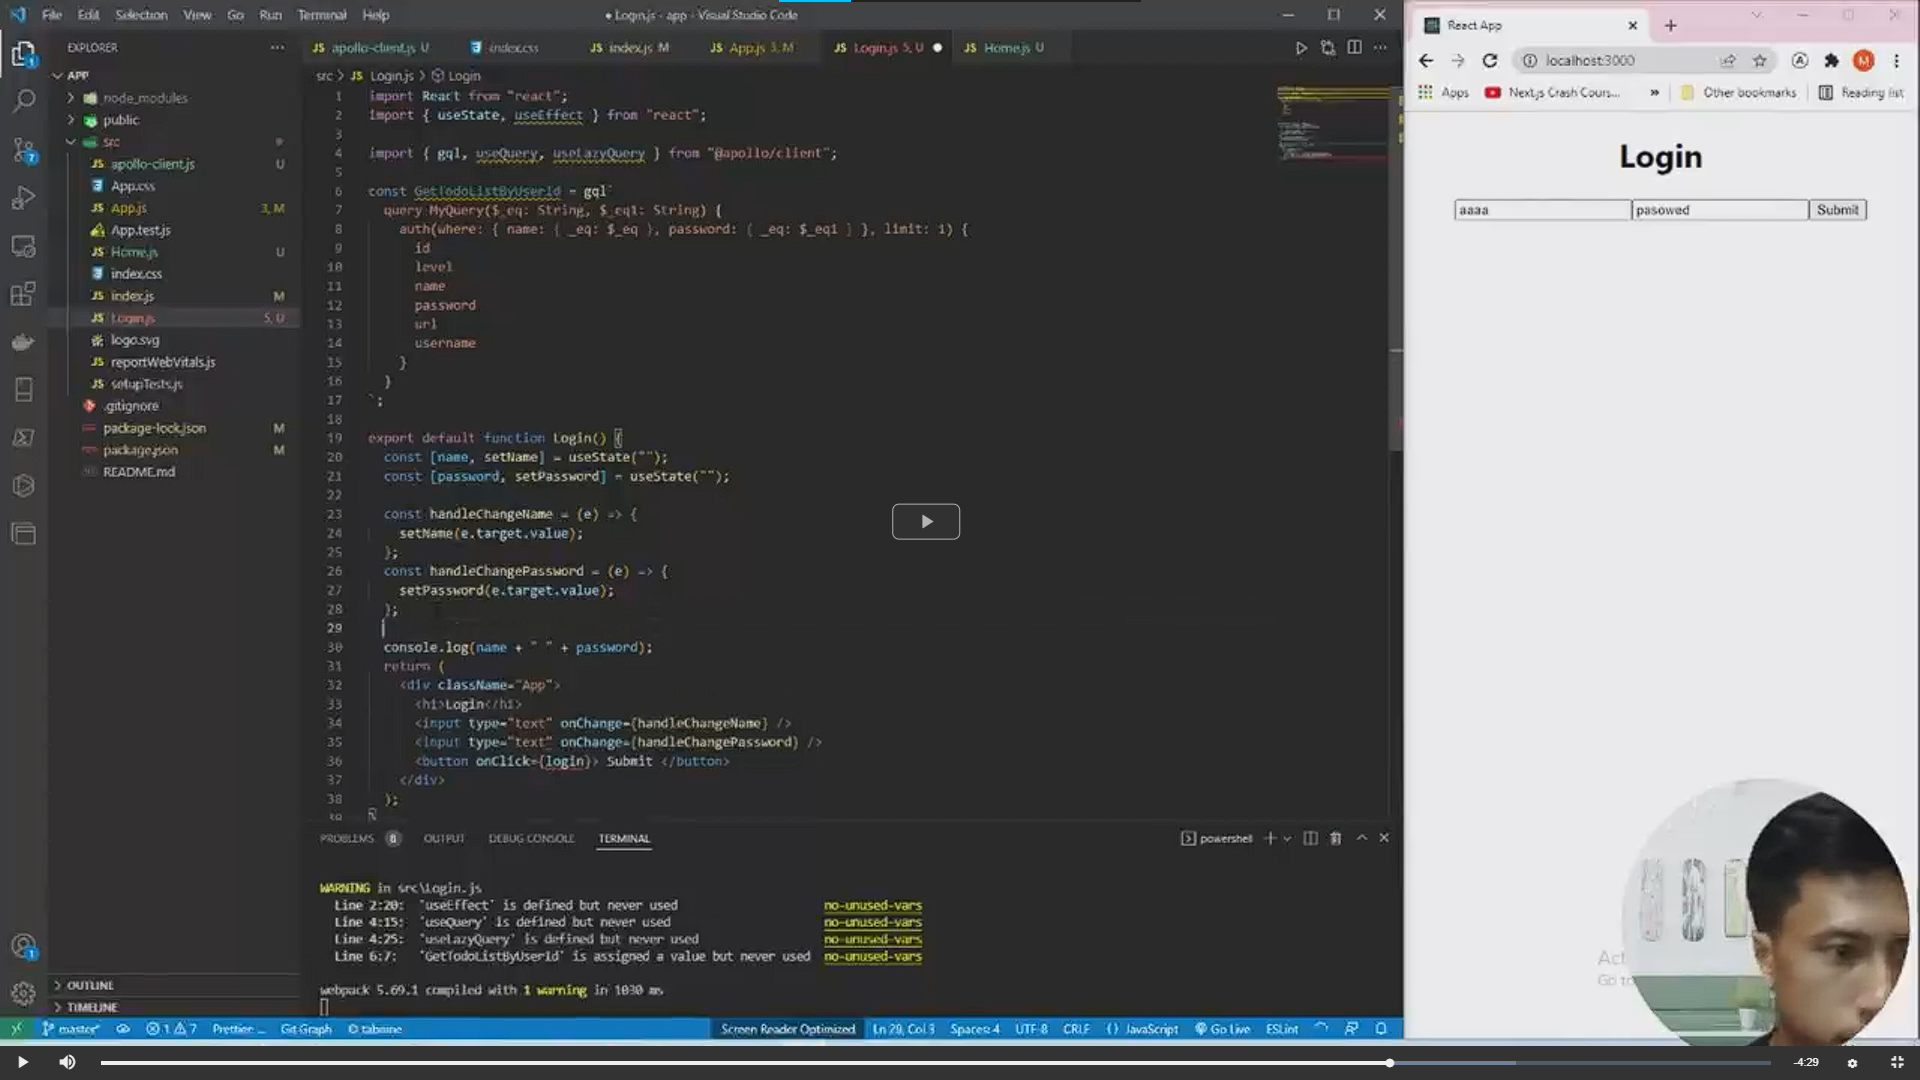 File Edit Selection View Go Run Terminal Help
● Login.js - app - Visual Studio Code
EXPLORER
APP
node_modules
public
src
apollo-client.js U
App.css
App.js 3, M
App.test.js
Home.js U
index.css
index.js M
Login.js 5, U
logo.svg
reportWebVitals.js
setupTests.js
.gitignore
package-lock.json M
package.json M
README.md
OUTLINE
TIMELINE
apollo-client.js U index.css index.js M App.js 3, M Login.js 5, U Home.js U
src > Login.js > Login
1 import React from "react";
2 import { useState, useEffect } from "react";
3
4 import { gql, useQuery, useLazyQuery } from "@apollo/client";
5
6 const GetTodoListByUserId = gql`
7 query MyQuery($_eq: String, $_eq1: String) {
8 auth(where: { name: { _eq: $_eq }, password: { _eq: $_eq1 } }, limit: 1) {
9 id
10 level
11 name
12 password
13 url
14 username
15 }
16 }
17 `;
18
19 export default function Login() {
20 const [name, setName] = useState("");
21 const [password, setPassword] = useState("");
22
23 const handleChangeName = (e) => {
24 setName(e.target.value);
25 };
26 const handleChangePassword = (e) => {
27 setPassword(e.target.value);
28 };
29
30 console.log(name + " " + password);
31 return (
32 <div className="App">
33 <h1>Login</h1>
34 <input type="text" onChange={handleChangeName} />
35 <input type="text" onChange={handleChangePassword} />
36 <button onClick={login}> Submit </button>
37 </div>
38 );
39 }
PROBLEMS 8 OUTPUT DEBUG CONSOLE TERMINAL
powershell
WARNING in src\Login.js
Line 2:20: 'useEffect' is defined but never used no-unused-vars
Line 4:15: 'useQuery' is defined but never used no-unused-vars
Line 4:25: 'useLazyQuery' is defined but never used no-unused-vars
Line 6:7: 'GetTodoListByUserId' is assigned a value but never used no-unused-vars
webpack 5.69.1 compiled with 1 warning in 1030 ms
master* 1 7 Prettier ... Git Graph © tabnine
Screen Reader Optimized Ln 29, Col 3 Spaces: 4 UTF-8 CRLF {} JavaScript Go Live ESLint
React App
localhost:3000
M
Apps Next.js Crash Cours... » Other bookmarks Reading list
Login
aaaa pasowed Submit
Act
Go to
-4:29